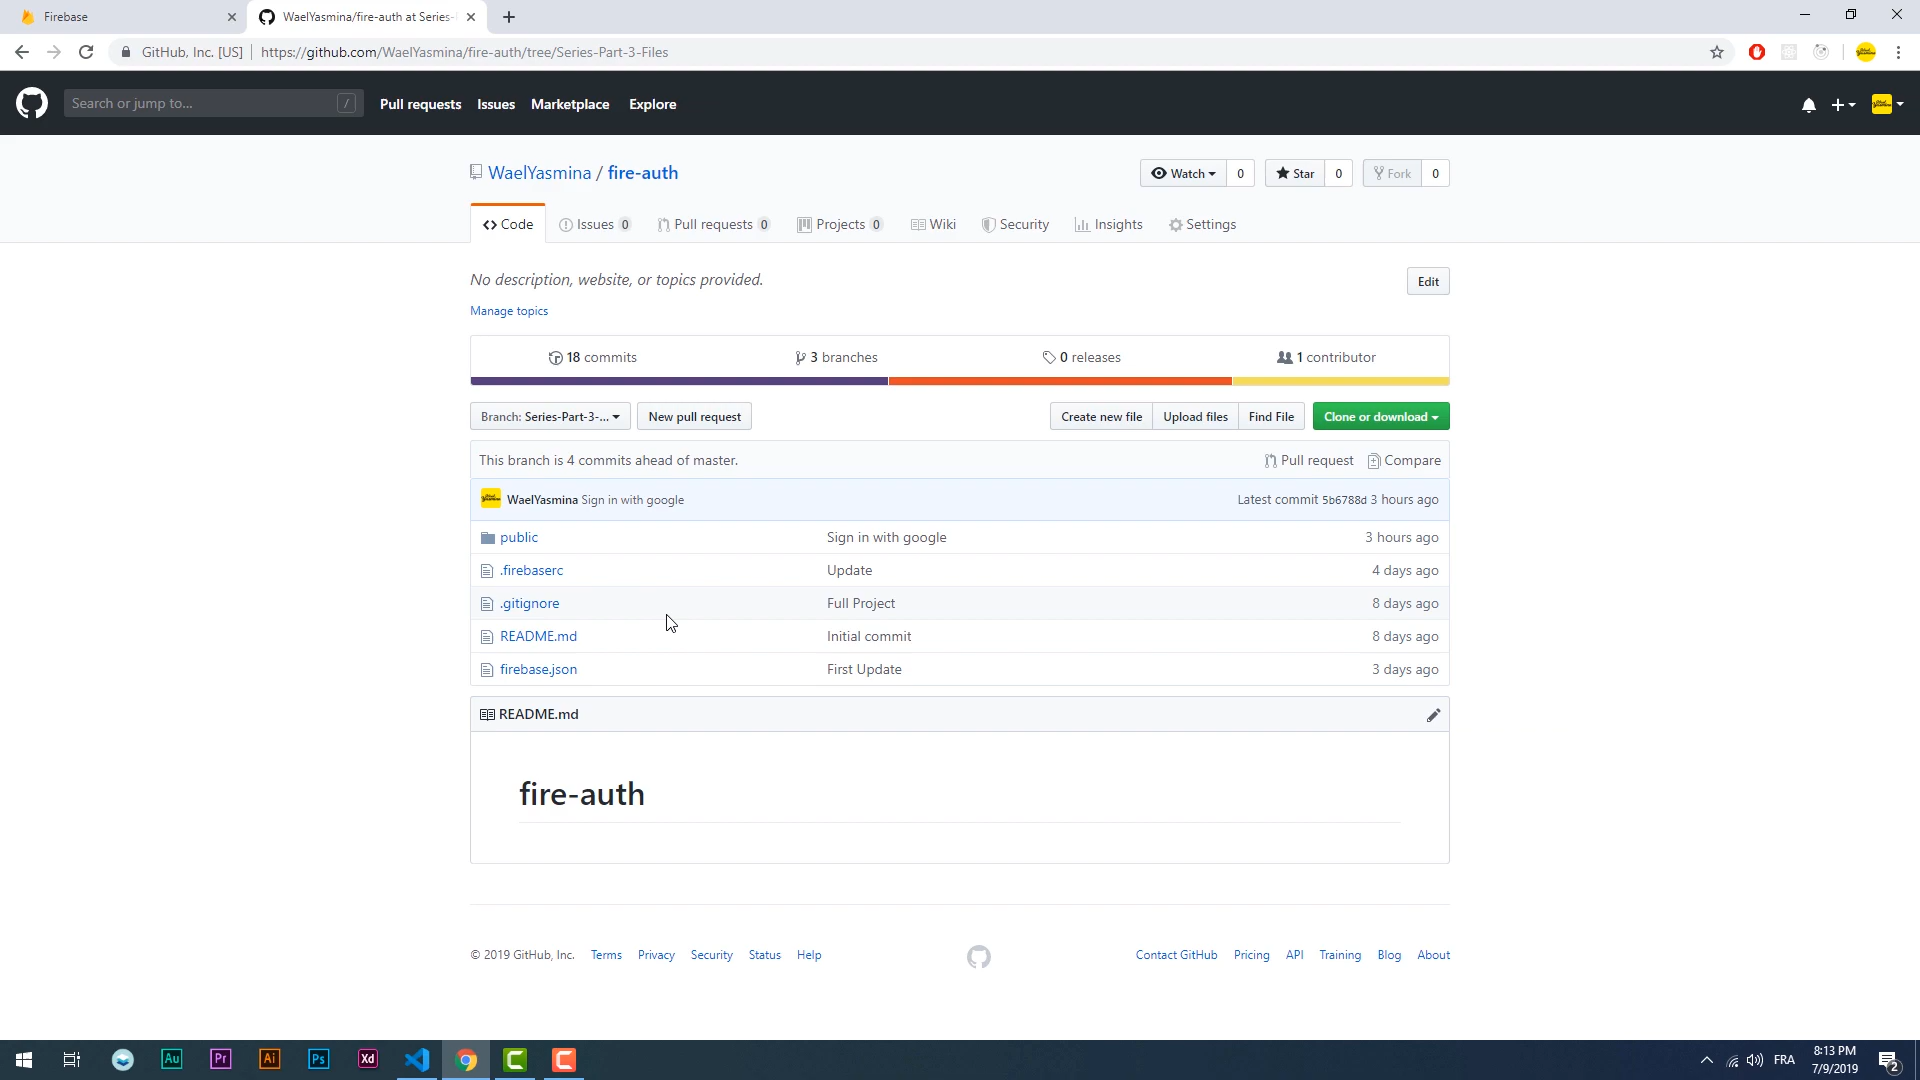 Firebase
WaelYasmina/fire-auth at Series-
GitHub, Inc. [US] https://github.com/WaelYasmina/fire-auth/tree/Series-Part-3-Files
Search or jump to... / Pull requests Issues Marketplace Explore
WaelYasmina / fire-auth
Watch 0 Star 0 Fork 0
Code Issues 0 Pull requests 0 Projects 0 Wiki Security Insights Settings
No description, website, or topics provided.
Edit
Manage topics
18 commits 3 branches 0 releases 1 contributor
Branch: Series-Part-3-... New pull request Create new file Upload files Find File Clone or download
This branch is 4 commits ahead of master. Pull request Compare
WaelYasmina Sign in with google Latest commit 5b6788d 3 hours ago
public Sign in with google 3 hours ago
.firebaserc Update 4 days ago
.gitignore Full Project 8 days ago
README.md Initial commit 8 days ago
firebase.json First Update 3 days ago
README.md
fire-auth
© 2019 GitHub, Inc. Terms Privacy Security Status Help Contact GitHub Pricing API Training Blog About
Au Pr Ai Ps Xd
FRA
8:13 PM
7/9/2019
2